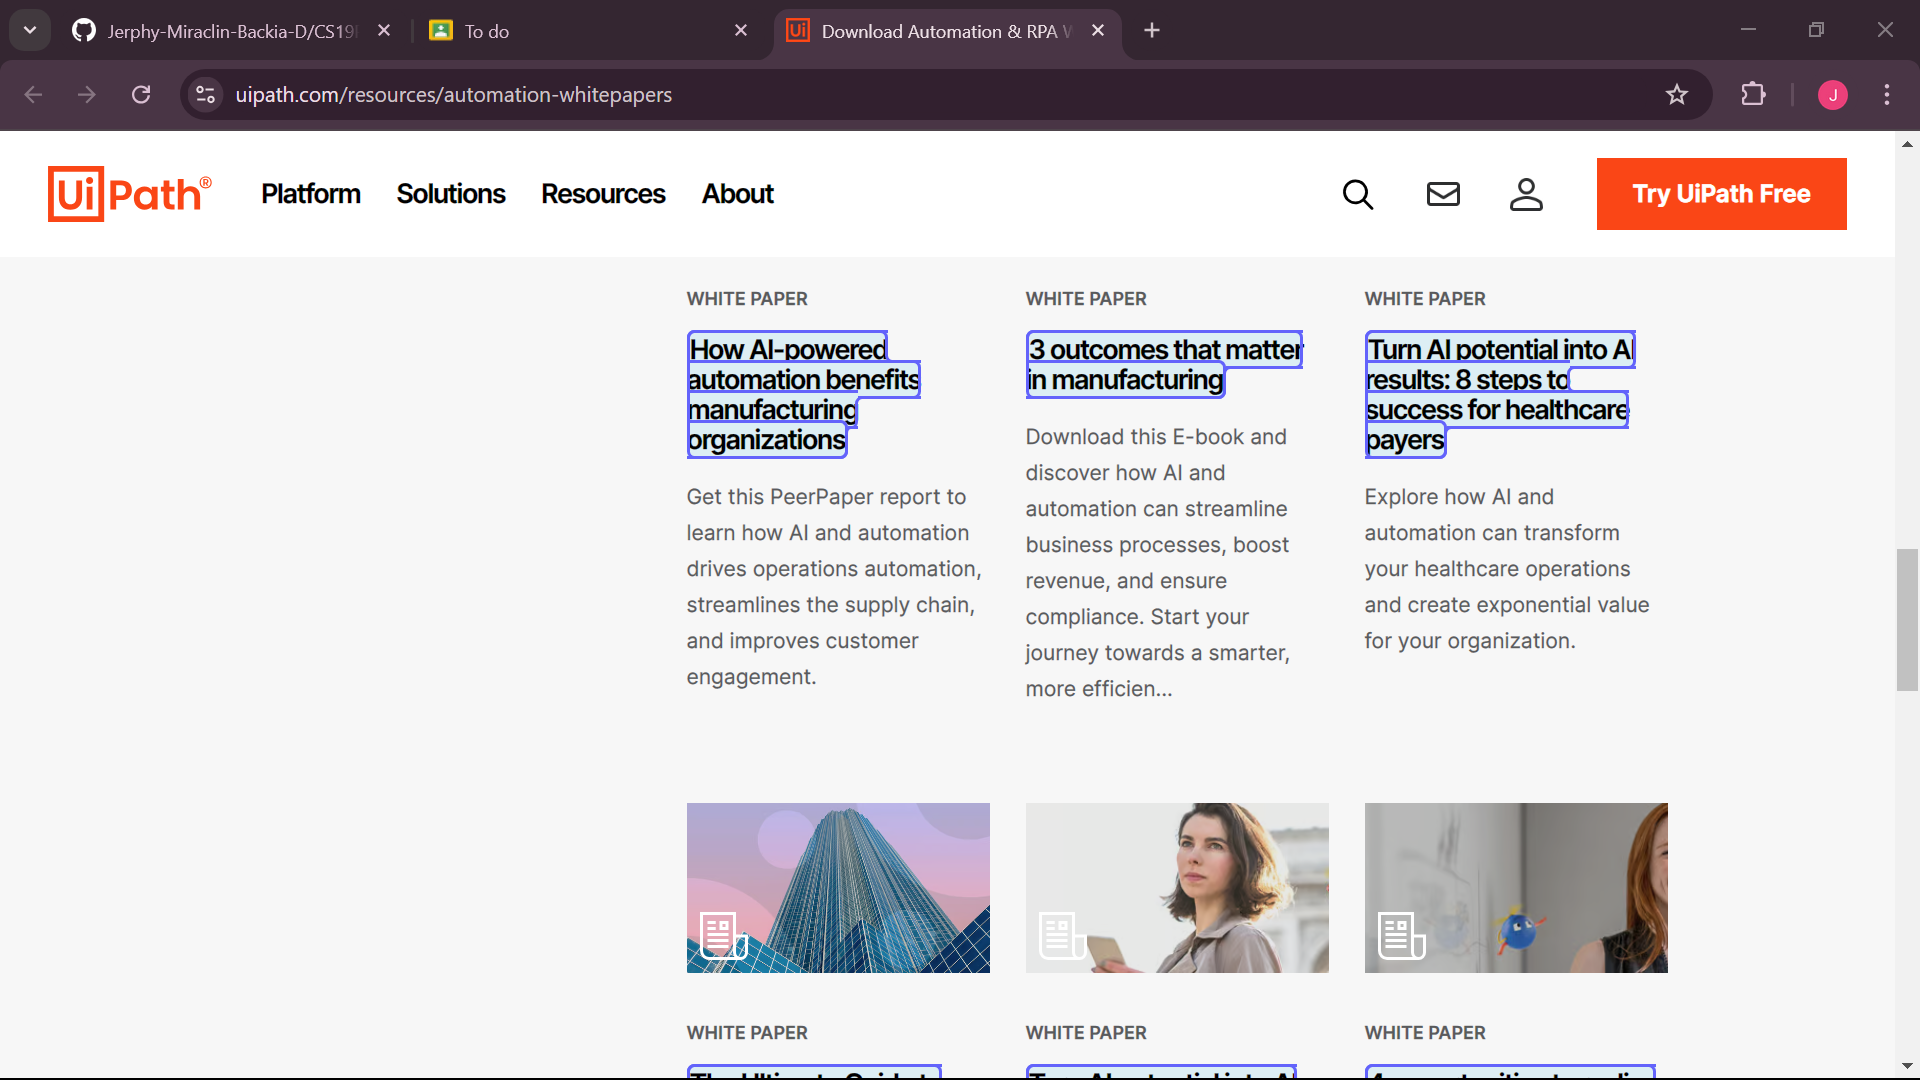 Jerphy-Miraclin-Backia-D/CS19
To do
Download Automation & RPA
uipath.com/resources/automation-whitepapers
J
UiPath®
Platform
Solutions
Resources
About
Try UiPath Free
WHITE PAPER
How AI-powered
automation benefits
manufacturing
organizations
Get this PeerPaper report to
learn how AI and automation
drives operations automation,
streamlines the supply chain,
and improves customer
engagement.
WHITE PAPER
3 outcomes that matter
in manufacturing
Download this E-book and
discover how AI and
automation can streamline
business processes, boost
revenue, and ensure
compliance. Start your
journey towards a smarter,
more efficien...
WHITE PAPER
Turn AI potential into AI
results: 8 steps to
success for healthcare
payers
Explore how AI and
automation can transform
your healthcare operations
and create exponential value
for your organization.
WHITE PAPER
WHITE PAPER
WHITE PAPER